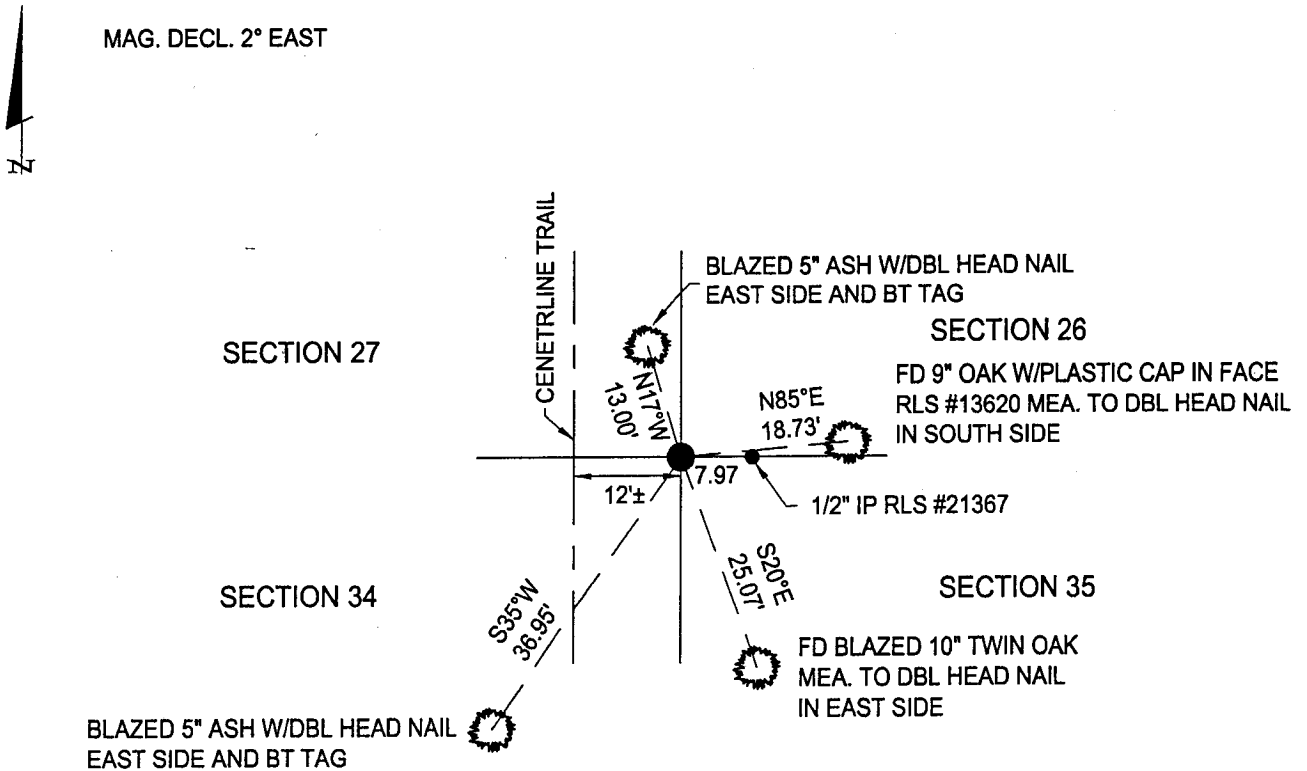 MAG. DECL. 2° EAST
N
CENETRLINE TRAIL
BLAZED 5" ASH W/DBL HEAD NAIL
EAST SIDE AND BT TAG
SECTION 27
SECTION 26
FD 9" OAK W/PLASTIC CAP IN FACE
RLS #13620 MEA. TO DBL HEAD NAIL
IN SOUTH SIDE
N17°W
13.00'
N85°E
18.73'
12'±
7.97
1/2" IP RLS #21367
SECTION 34
SECTION 35
S35°W
36.95'
S20°E
25.07'
FD BLAZED 10" TWIN OAK
MEA. TO DBL HEAD NAIL
IN EAST SIDE
BLAZED 5" ASH W/DBL HEAD NAIL
EAST SIDE AND BT TAG